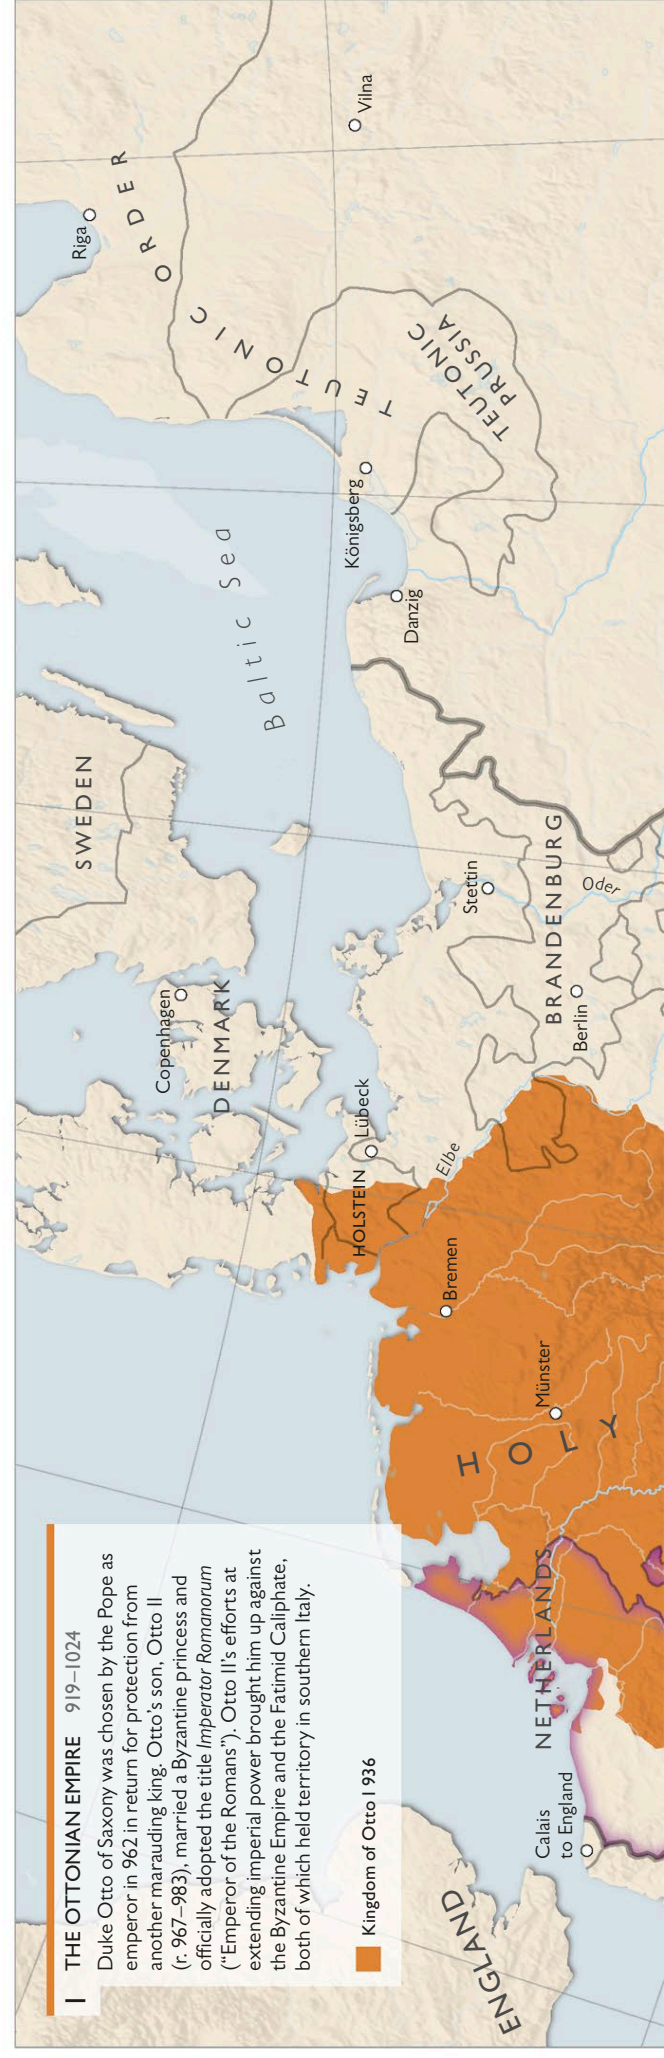 1 THE OTTONIAN EMPIRE 919–1024
Duke Otto of Saxony was chosen by the Pope as
emperor in 962 in return for protection from
another marauding king. Otto's son, Otto II
(r. 967–983), married a Byzantine princess and
officially adopted the title Imperator Romanorum
("Emperor of the Romans"). Otto II's efforts at
extending imperial power brought him up against
the Byzantine Empire and the Fatimid Caliphate,
both of which held territory in southern Italy.
Kingdom of Otto I 936
ENGLAND
Calais
to England
NETHERLANDS
HOLY
Münster
Bremen
HOLSTEIN
Lübeck
Elbe
DENMARK
Copenhagen
SWEDEN
Baltic Sea
BRANDENBURG
Berlin
Stettin
Oder
Danzig
Königsberg
TEUTONIC
PRUSSIA
TEUTONIC ORDER
Riga
Vilna